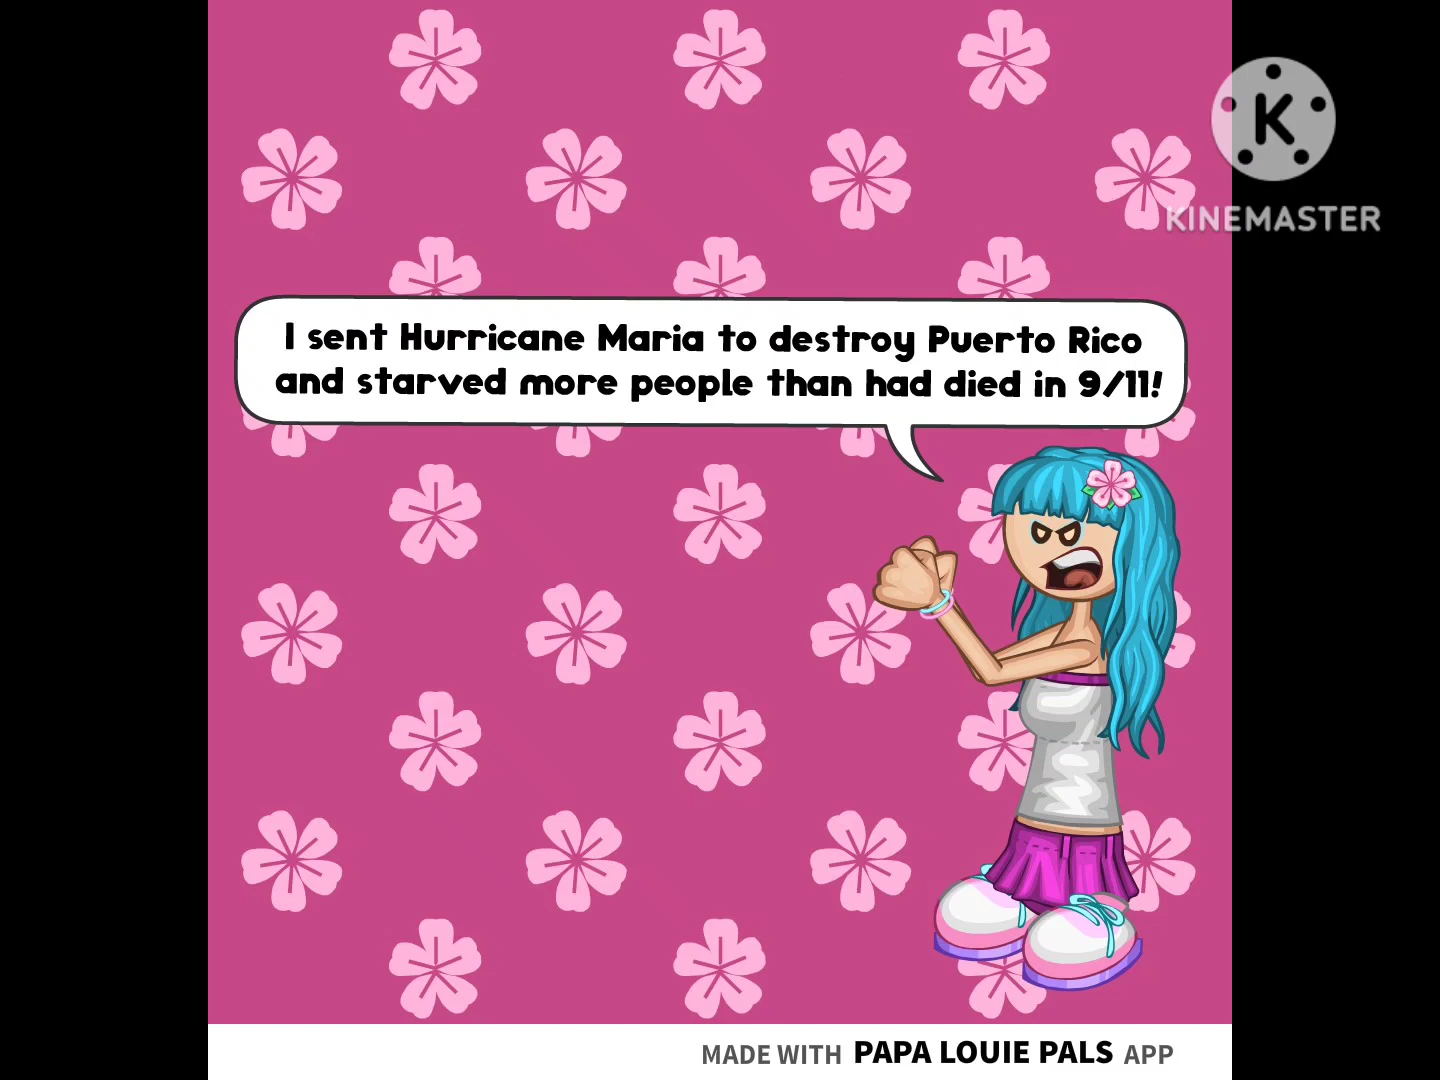 K
KINEMASTER
I sent Hurricane Maria to destroy Puerto Rico
and starved more people than had died in 9/11!
MADE WITH PAPA LOUIE PALS APP